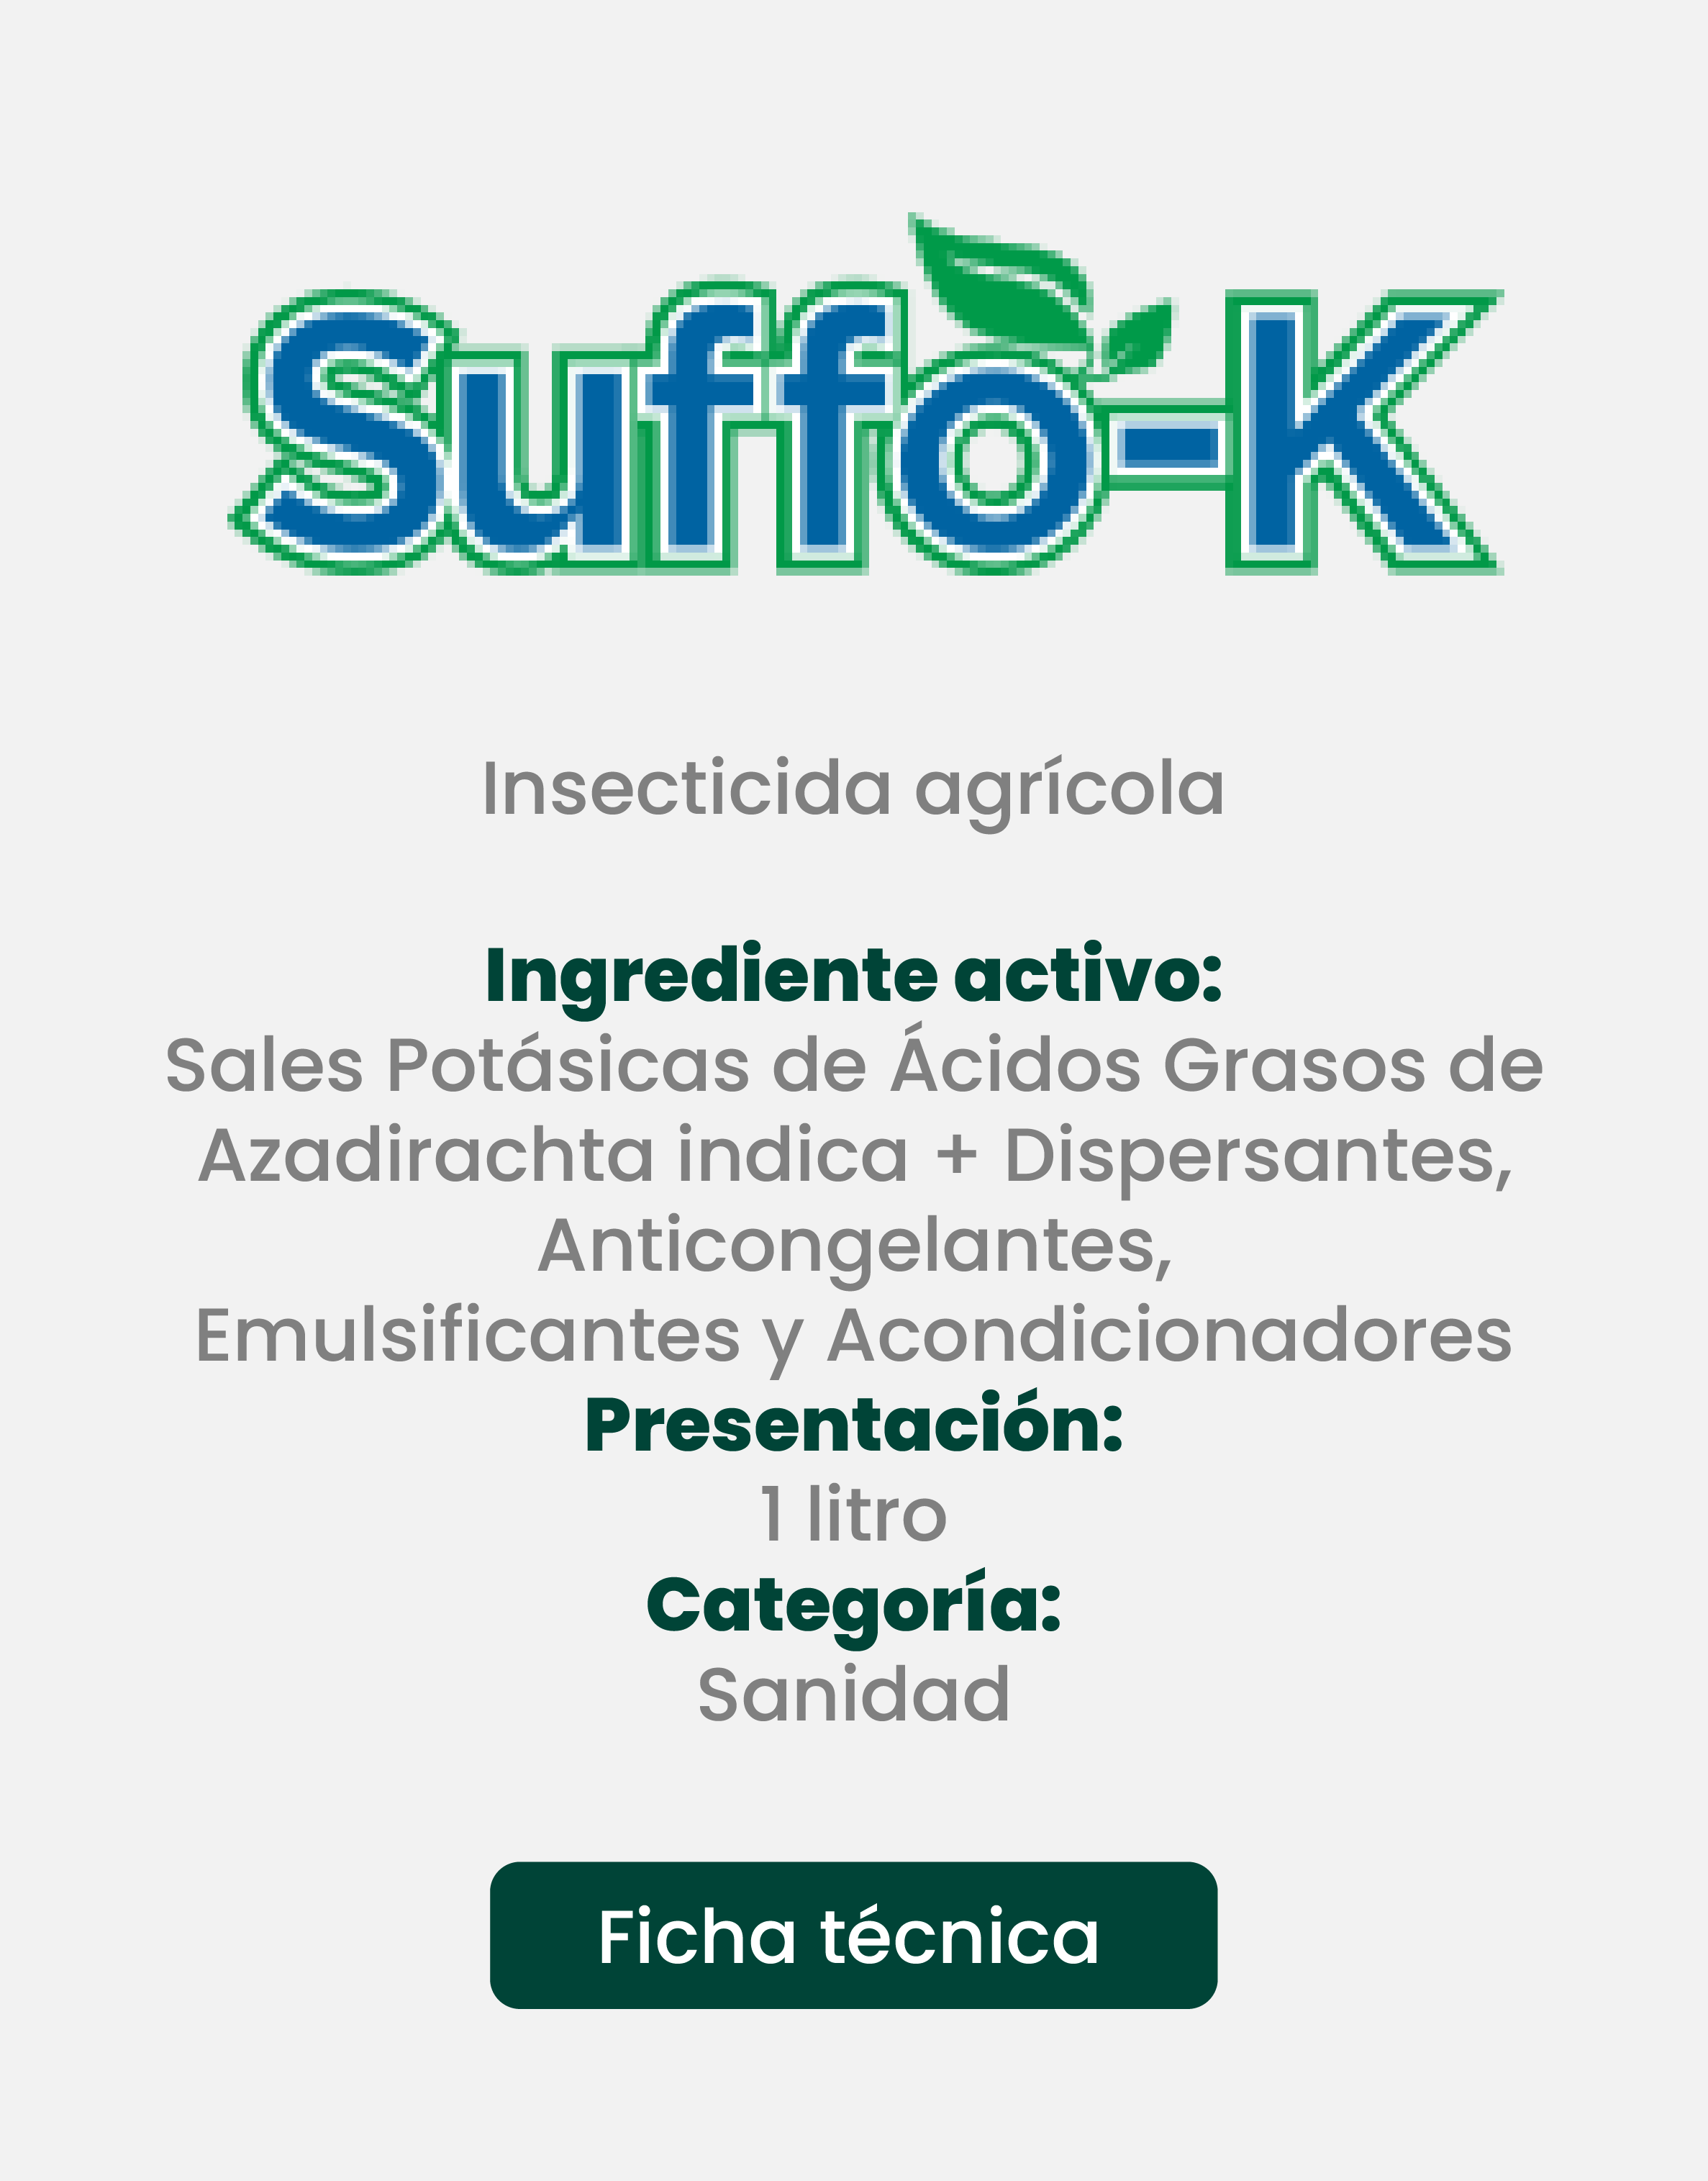 Suffo-K
Insecticida agrícola
Ingrediente activo:
Sales Potásicas de Ácidos Grasos de
Azadirachta indica + Dispersantes,
Anticongelantes,
Emulsificantes y Acondicionadores
Presentación:
1 litro
Categoría:
Sanidad
Ficha técnica